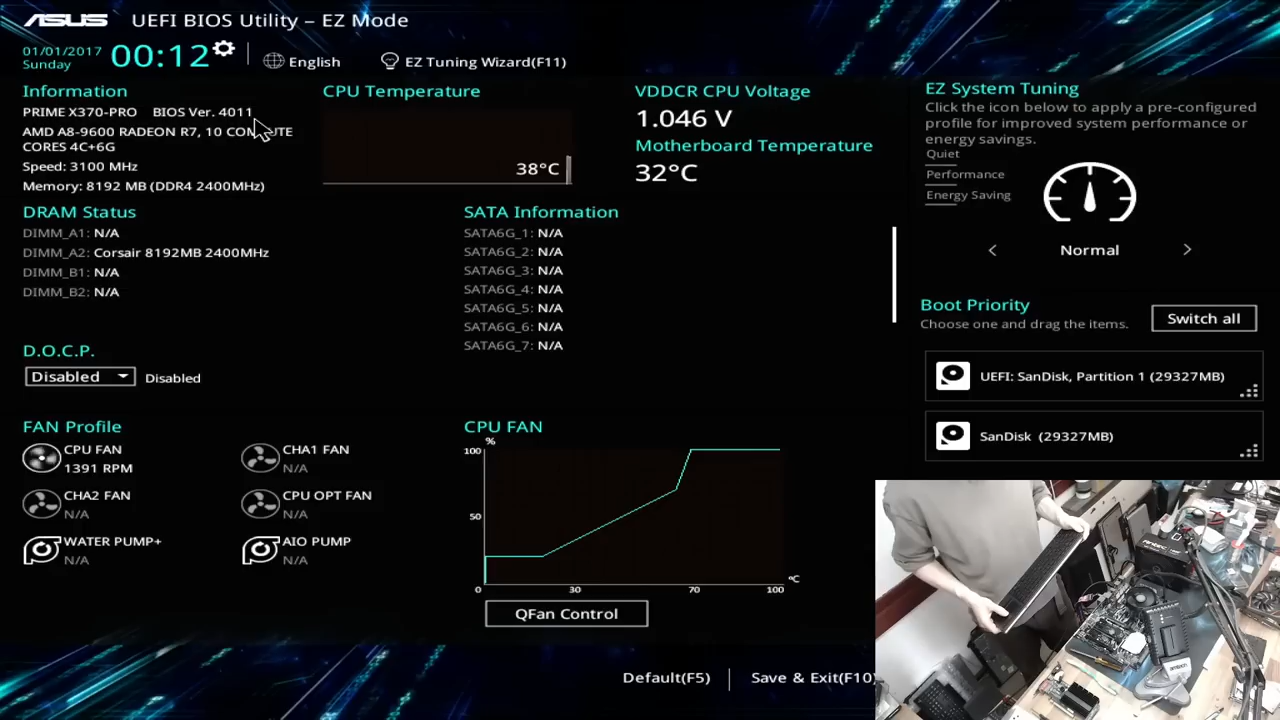 ASUS UEFI BIOS Utility – EZ Mode
01/01/2017
Sunday
00:12
English
EZ Tuning Wizard(F11)
Information
PRIME X370-PRO BIOS Ver. 4011
AMD A8-9600 RADEON R7, 10 COMPUTE
CORES 4C+6G
Speed: 3100 MHz
Memory: 8192 MB (DDR4 2400MHz)
CPU Temperature
38°C
VDDCR CPU Voltage
1.046 V
Motherboard Temperature
32°C
EZ System Tuning
Click the icon below to apply a pre-configured
profile for improved system performance or
energy savings.
Quiet
Performance
Energy Saving
< Normal >
DRAM Status
DIMM_A1: N/A
DIMM_A2: Corsair 8192MB 2400MHz
DIMM_B1: N/A
DIMM_B2: N/A
SATA Information
SATA6G_1: N/A
SATA6G_2: N/A
SATA6G_3: N/A
SATA6G_4: N/A
SATA6G_5: N/A
SATA6G_6: N/A
SATA6G_7: N/A
Boot Priority
Choose one and drag the items.
Switch all
UEFI: SanDisk, Partition 1 (29327MB)
SanDisk (29327MB)
D.O.C.P.
Disabled Disabled
FAN Profile
CPU FAN
1391 RPM
CHA1 FAN
N/A
CHA2 FAN
N/A
CPU OPT FAN
N/A
WATER PUMP+
N/A
AIO PUMP
N/A
CPU FAN
%
100
50
0 30 70 100
°C
QFan Control
Default(F5)
Save & Exit(F10)